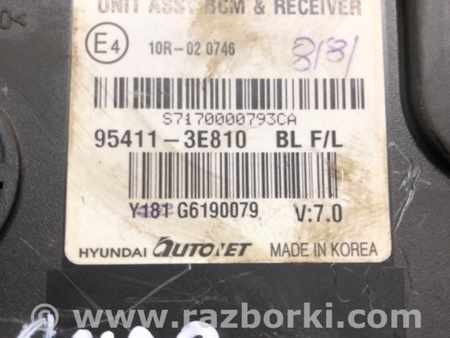 UNIT ASSY BCM & RECEIVER
E4 10R-02 0746 8181
S7170000793CA
95411-3E810 BL F/L
Y181 G6190079 V:7.0
HYUNDAI AUTONET MADE IN KOREA
© www.razborki.com